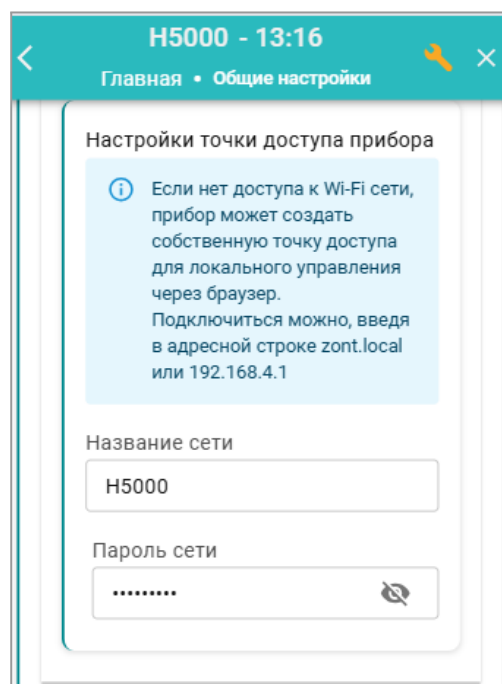 H5000 - 13:16
Главная • Общие настройки
Настройки точки доступа прибора
Если нет доступа к Wi-Fi сети,
прибор может создать
собственную точку доступа
для локального управления
через браузер.
Подключиться можно, введя
в адресной строке zont.local
или 192.168.4.1
Название сети
H5000
Пароль сети
•••••••••